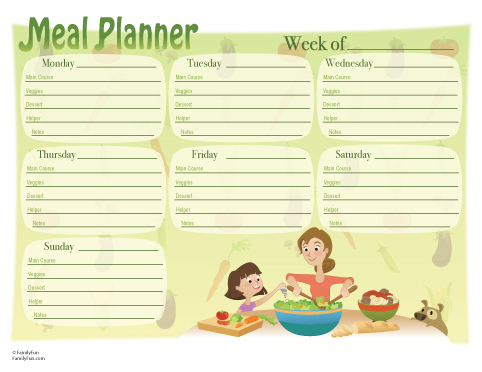 Meal Planner
Week of
Monday
Main Course
Veggies
Dessert
Helper
Notes
Tuesday
Main Course
Veggies
Dessert
Helper
Notes
Wednesday
Main Course
Veggies
Dessert
Helper
Notes
Thursday
Main Course
Veggies
Dessert
Helper
Notes
Friday
Main Course
Veggies
Dessert
Helper
Notes
Saturday
Main Course
Veggies
Dessert
Helper
Notes
Sunday
Main Course
Veggies
Dessert
Helper
Notes
©FamilyFun
FamilyFun.com